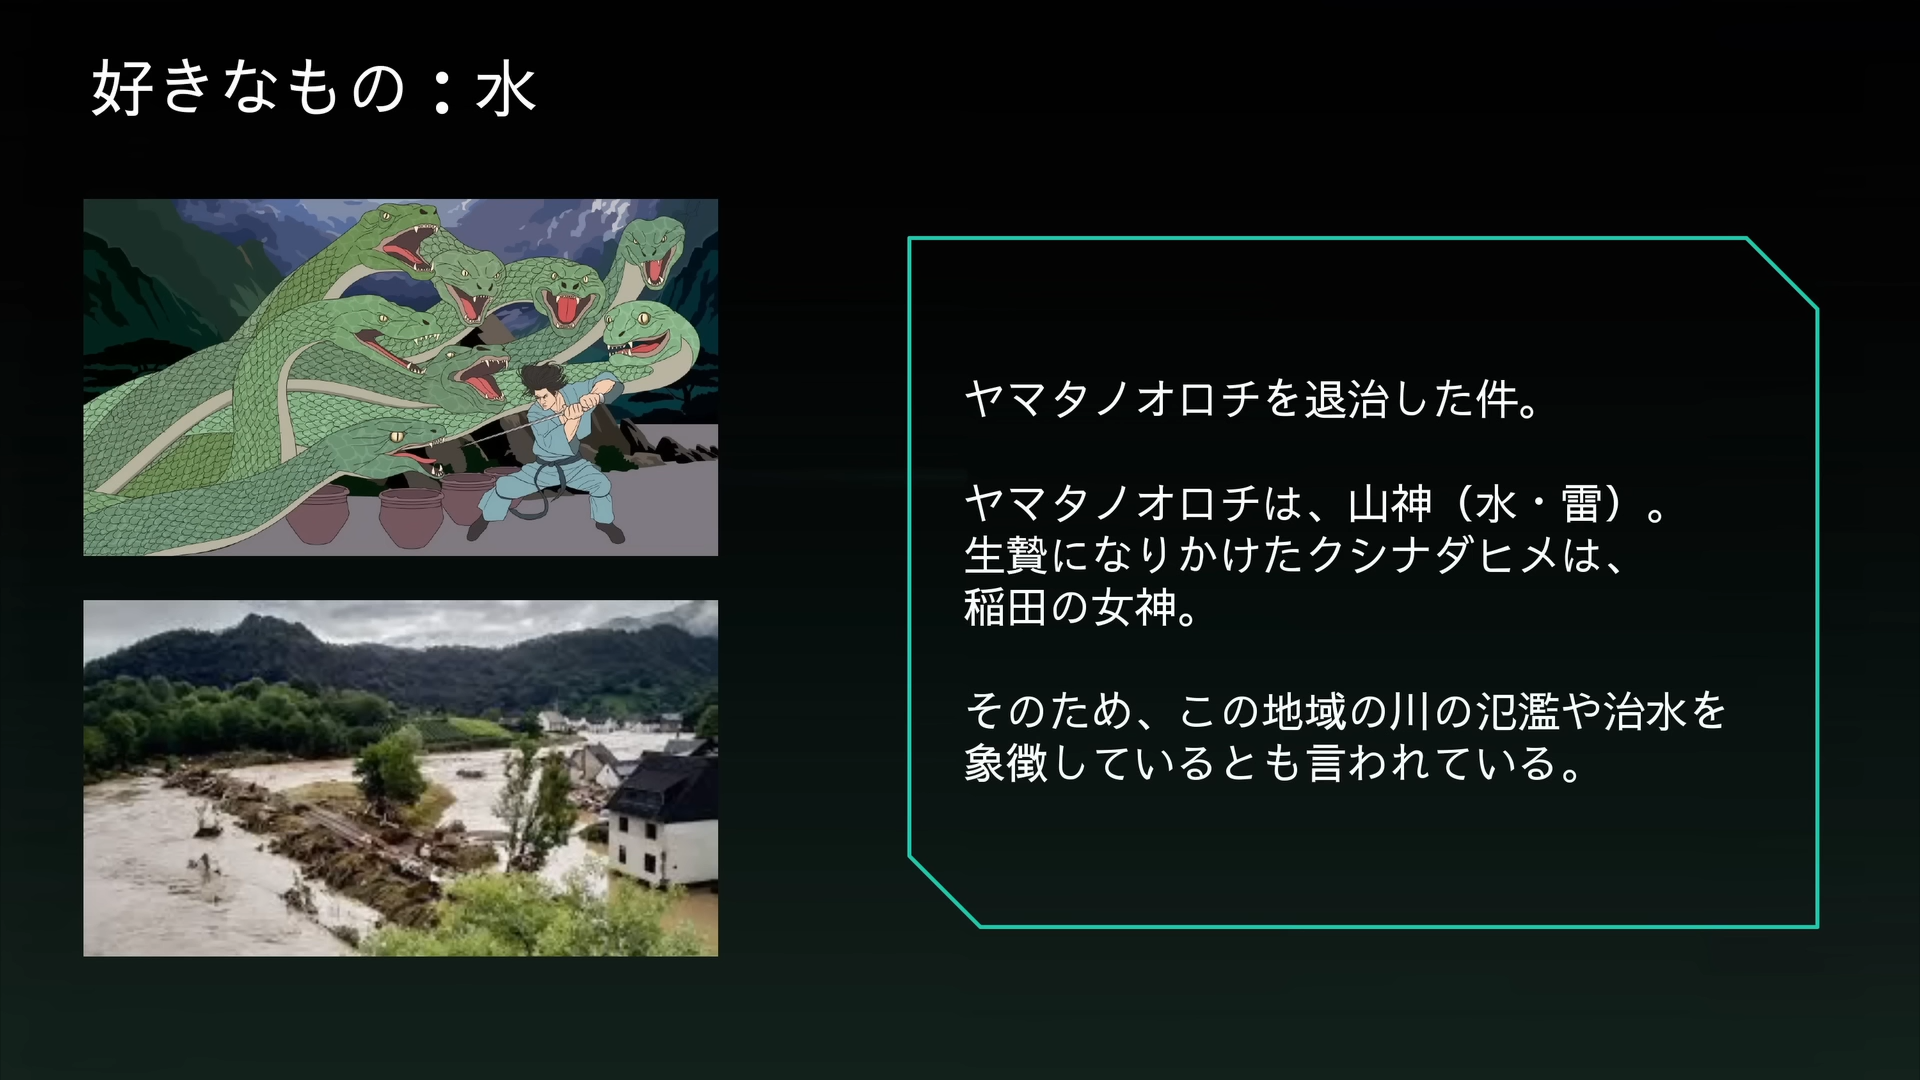 好きなもの：水
ヤマタノオロチを退治した件。
ヤマタノオロチは、山神（水・雷）。
生贄になりかけたクシナダヒメは、
稲田の女神。
そのため、この地域の川の氾濫や治水を
象徴しているとも言われている。